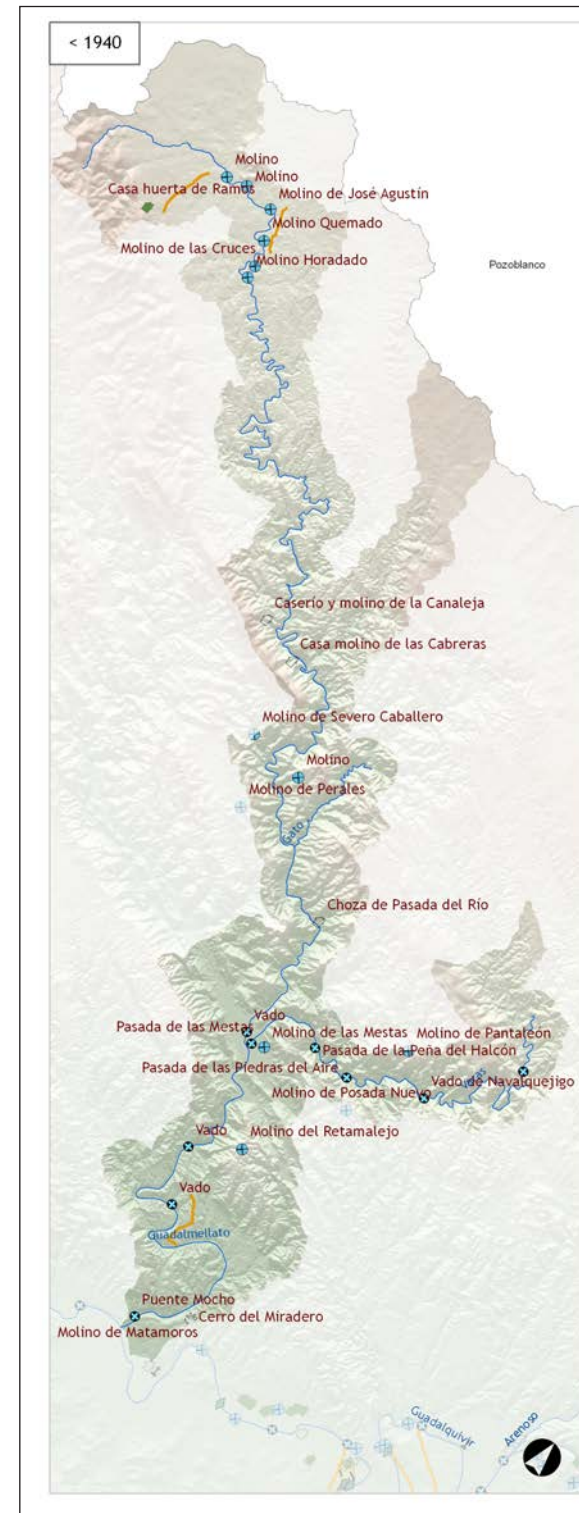 < 1940
Molino
Molino
Casa huerta de Ramos
Molino de José Agustín
Molino Quemado
Molino de las Cruces
Molino Horadado
Pozoblanco
Caserío y molino de la Canaleja
Casa molino de las Cabreras
Molino de Severo Caballero
Molino
Molino de Perales
Gato
Choza de Pasada del Río
Vado
Pasada de las Mestas
Molino de las Mestas
Molino de Pantaleón
Pasada de la Peña del Halcón
Pasada de las Piedras del Aire
Vado de Navalquejigo
Molino de Posada Nuevo
Vado
Molino del Retamalejo
Vado
Guadalmellato
Puente Mocho
Cerro del Miradero
Molino de Matamoros
Guadalquivir
Arenoso